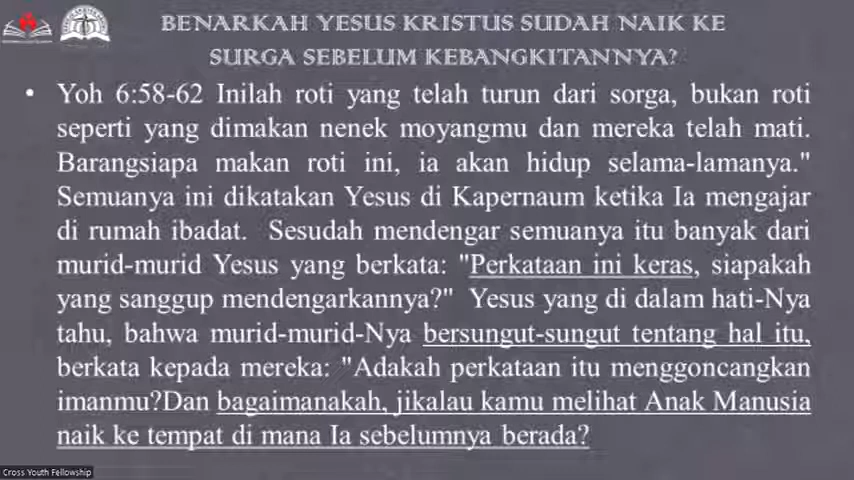 BENARKAH YESUS KRISTUS SUDAH NAIK KE
SURGA SEBELUM KEBANGKITANNYA?
• Yoh 6:58-62 Inilah roti yang telah turun dari sorga, bukan roti
seperti yang dimakan nenek moyangmu dan mereka telah mati.
Barangsiapa makan roti ini, ia akan hidup selama-lamanya."
Semuanya ini dikatakan Yesus di Kapernaum ketika Ia mengajar
di rumah ibadat. Sesudah mendengar semuanya itu banyak dari
murid-murid Yesus yang berkata: "Perkataan ini keras, siapakah
yang sanggup mendengarkannya?" Yesus yang di dalam hati-Nya
tahu, bahwa murid-murid-Nya bersungut-sungut tentang hal itu,
berkata kepada mereka: "Adakah perkataan itu menggoncangkan
imanmu?Dan bagaimanakah, jikalau kamu melihat Anak Manusia
naik ke tempat di mana Ia sebelumnya berada?
Cross Youth Fellowship